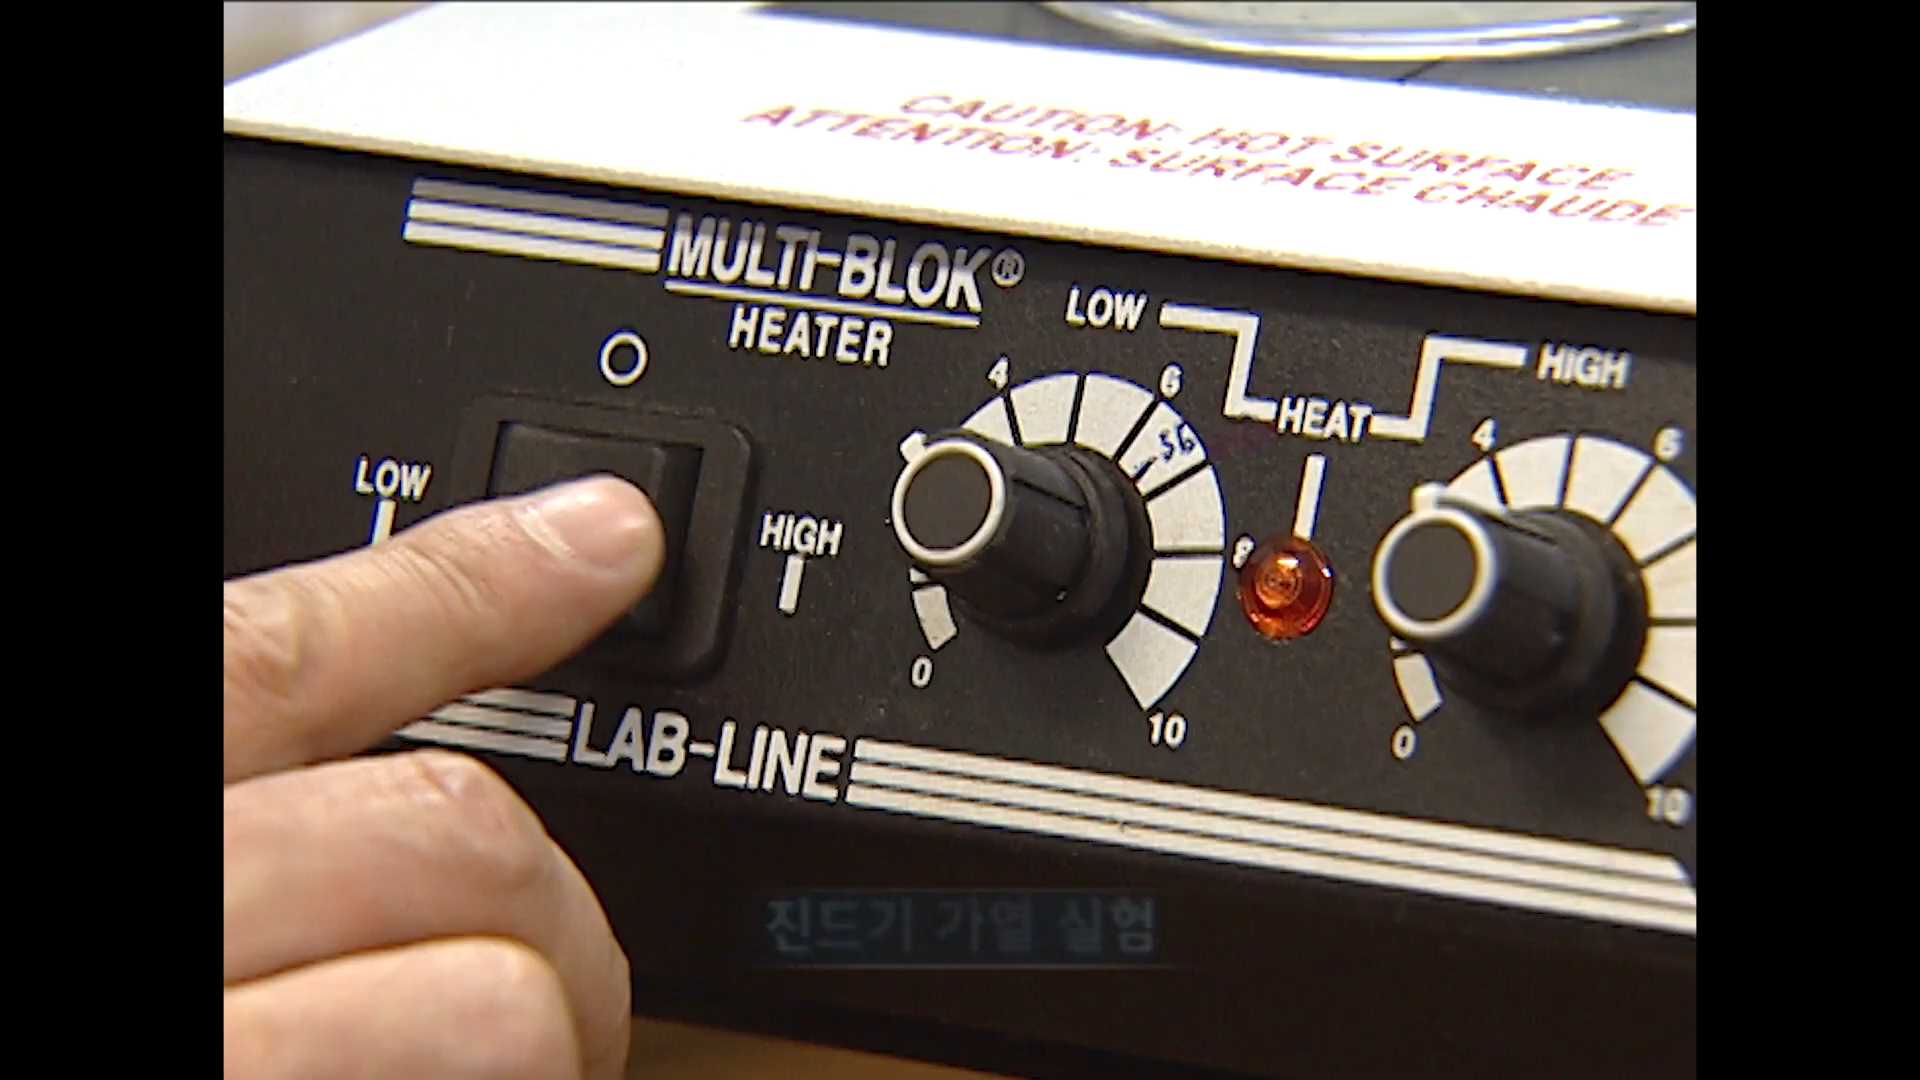 CAUTION: HOT SURFACE
ATTENTION: SURFACE CHAUDE
MULTI-BLOK®
HEATER
LOW
HEAT
HIGH
LOW
HIGH
4
6
8
0
10
4
6
0
10
LAB-LINE
진드기 가열 실험